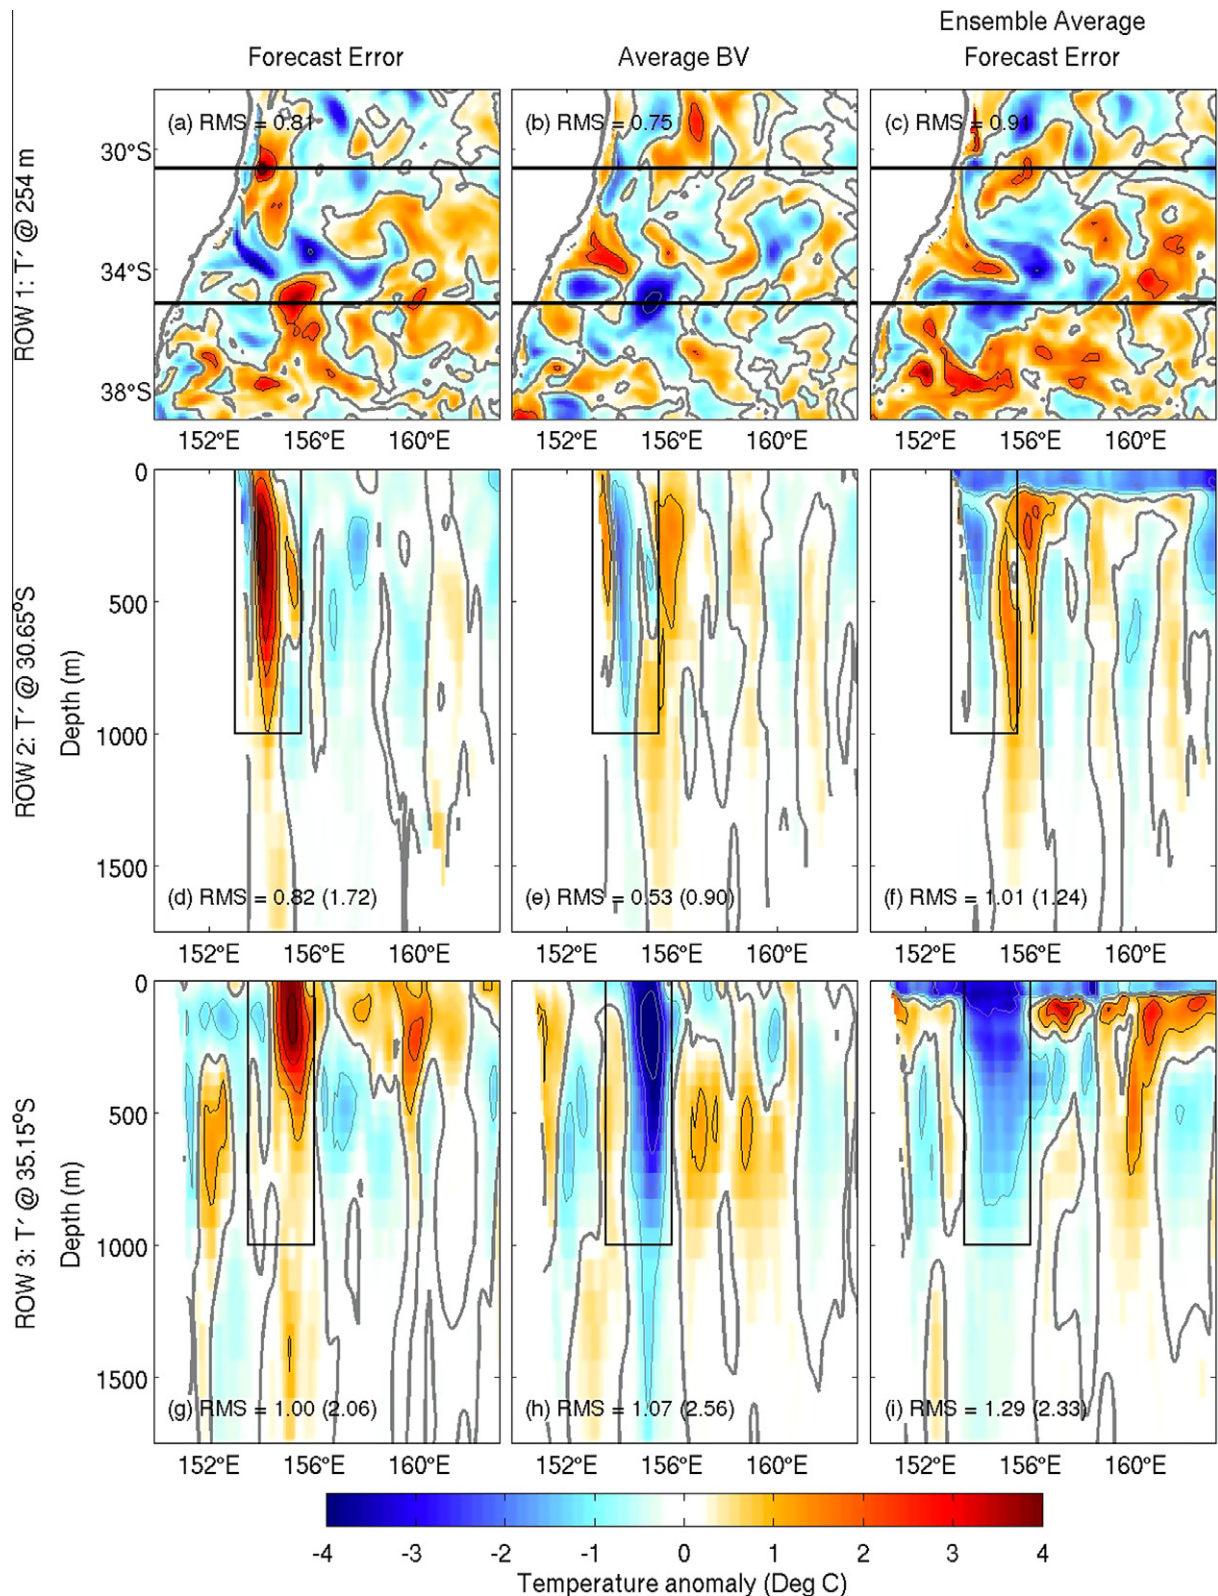 Forecast Error
Average BV
Ensemble Average
Forecast Error
ROW 1: T′ @ 254 m
(a) RMS = 0.81
(b) RMS = 0.75
(c) RMS = 0.91
30°S
34°S
38°S
152°E 156°E 160°E
152°E 156°E 160°E
152°E 156°E 160°E
ROW 2: T′ @ 30.65°S
Depth (m)
0
500
1000
1500
(d) RMS = 0.82 (1.72)
(e) RMS = 0.53 (0.90)
(f) RMS = 1.01 (1.24)
152°E 156°E 160°E
152°E 156°E 160°E
152°E 156°E 160°E
ROW 3: T′ @ 35.15°S
Depth (m)
0
500
1000
1500
(g) RMS = 1.00 (2.06)
(h) RMS = 1.07 (2.56)
(i) RMS = 1.29 (2.33)
152°E 156°E 160°E
152°E 156°E 160°E
152°E 156°E 160°E
-4 -3 -2 -1 0 1 2 3 4
Temperature anomaly (Deg C)